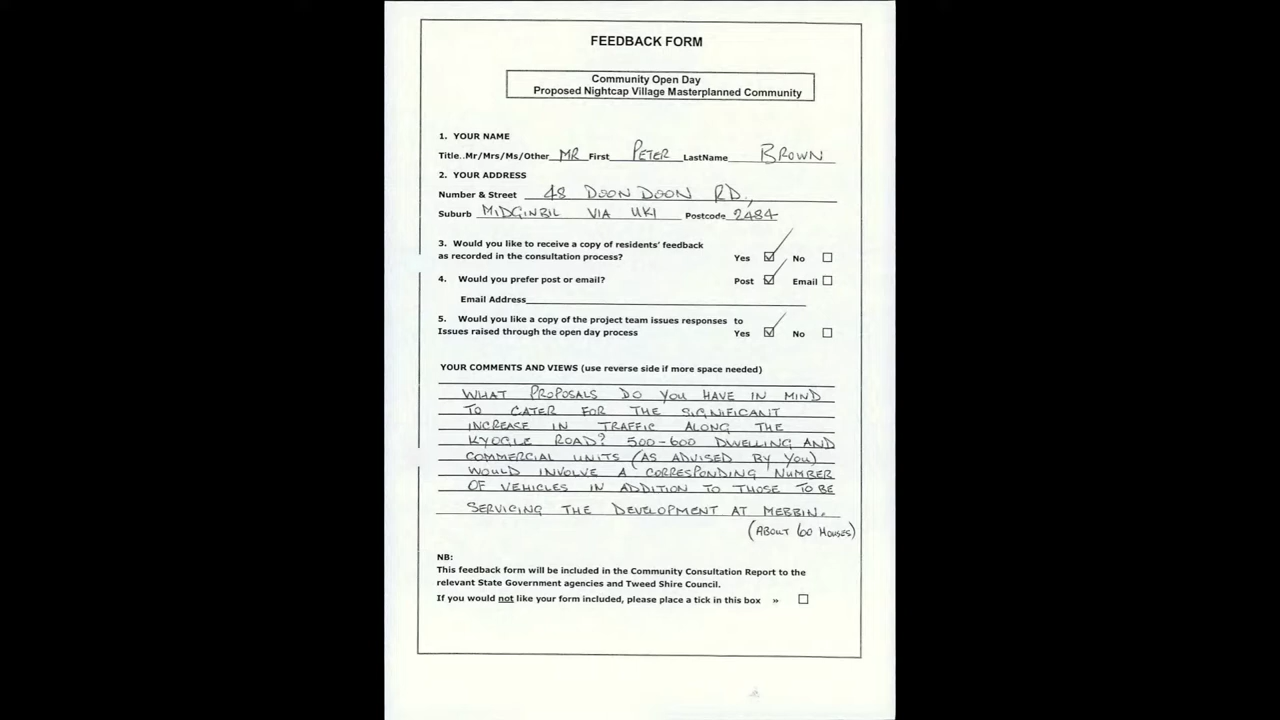 FEEDBACK FORM
Community Open Day
Proposed Nightcap Village Masterplanned Community
1. YOUR NAME
Title..Mr/Mrs/Ms/Other MR First PETER LastName BROWN
2. YOUR ADDRESS
Number & Street 48 DOON DOON RD.,
Suburb MIDGINBIL VIA UKI Postcode 2484
3. Would you like to receive a copy of residents' feedback
as recorded in the consultation process? Yes ☑ No ☐
4. Would you prefer post or email? Post ☑ Email ☐
Email Address
5. Would you like a copy of the project team issues responses to
Issues raised through the open day process Yes ☑ No ☐
YOUR COMMENTS AND VIEWS (use reverse side if more space needed)
WHAT PROPOSALS DO YOU HAVE IN MIND
TO CATER FOR THE SIGNIFICANT
INCREASE IN TRAFFIC ALONG THE
KYOGLE ROAD? 500-600 DWELLING AND
COMMERCIAL UNITS (AS ADVISED BY YOU)
WOULD INVOLVE A CORRESPONDING NUMBER
OF VEHICLES IN ADDITION TO THOSE TO BE
SERVICING THE DEVELOPMENT AT MEBBIN.
(ABOUT 60 HOUSES)
NB:
This feedback form will be included in the Community Consultation Report to the
relevant State Government agencies and Tweed Shire Council.
If you would not like your form included, please place a tick in this box » ☐